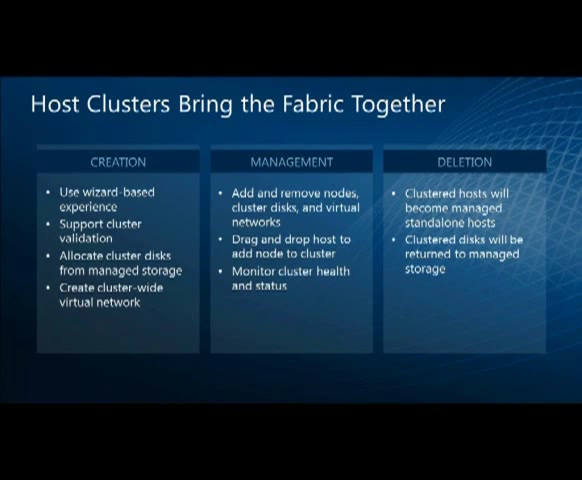 Host Clusters Bring the Fabric Together
CREATION
• Use wizard-based
experience
• Support cluster
validation
• Allocate cluster disks
from managed storage
• Create cluster-wide
virtual network
MANAGEMENT
• Add and remove nodes,
cluster disks, and virtual
networks
• Drag and drop host to
add node to cluster
• Monitor cluster health
and status
DELETION
• Clustered hosts will
become managed
standalone hosts
• Clustered disks will be
returned to managed
storage